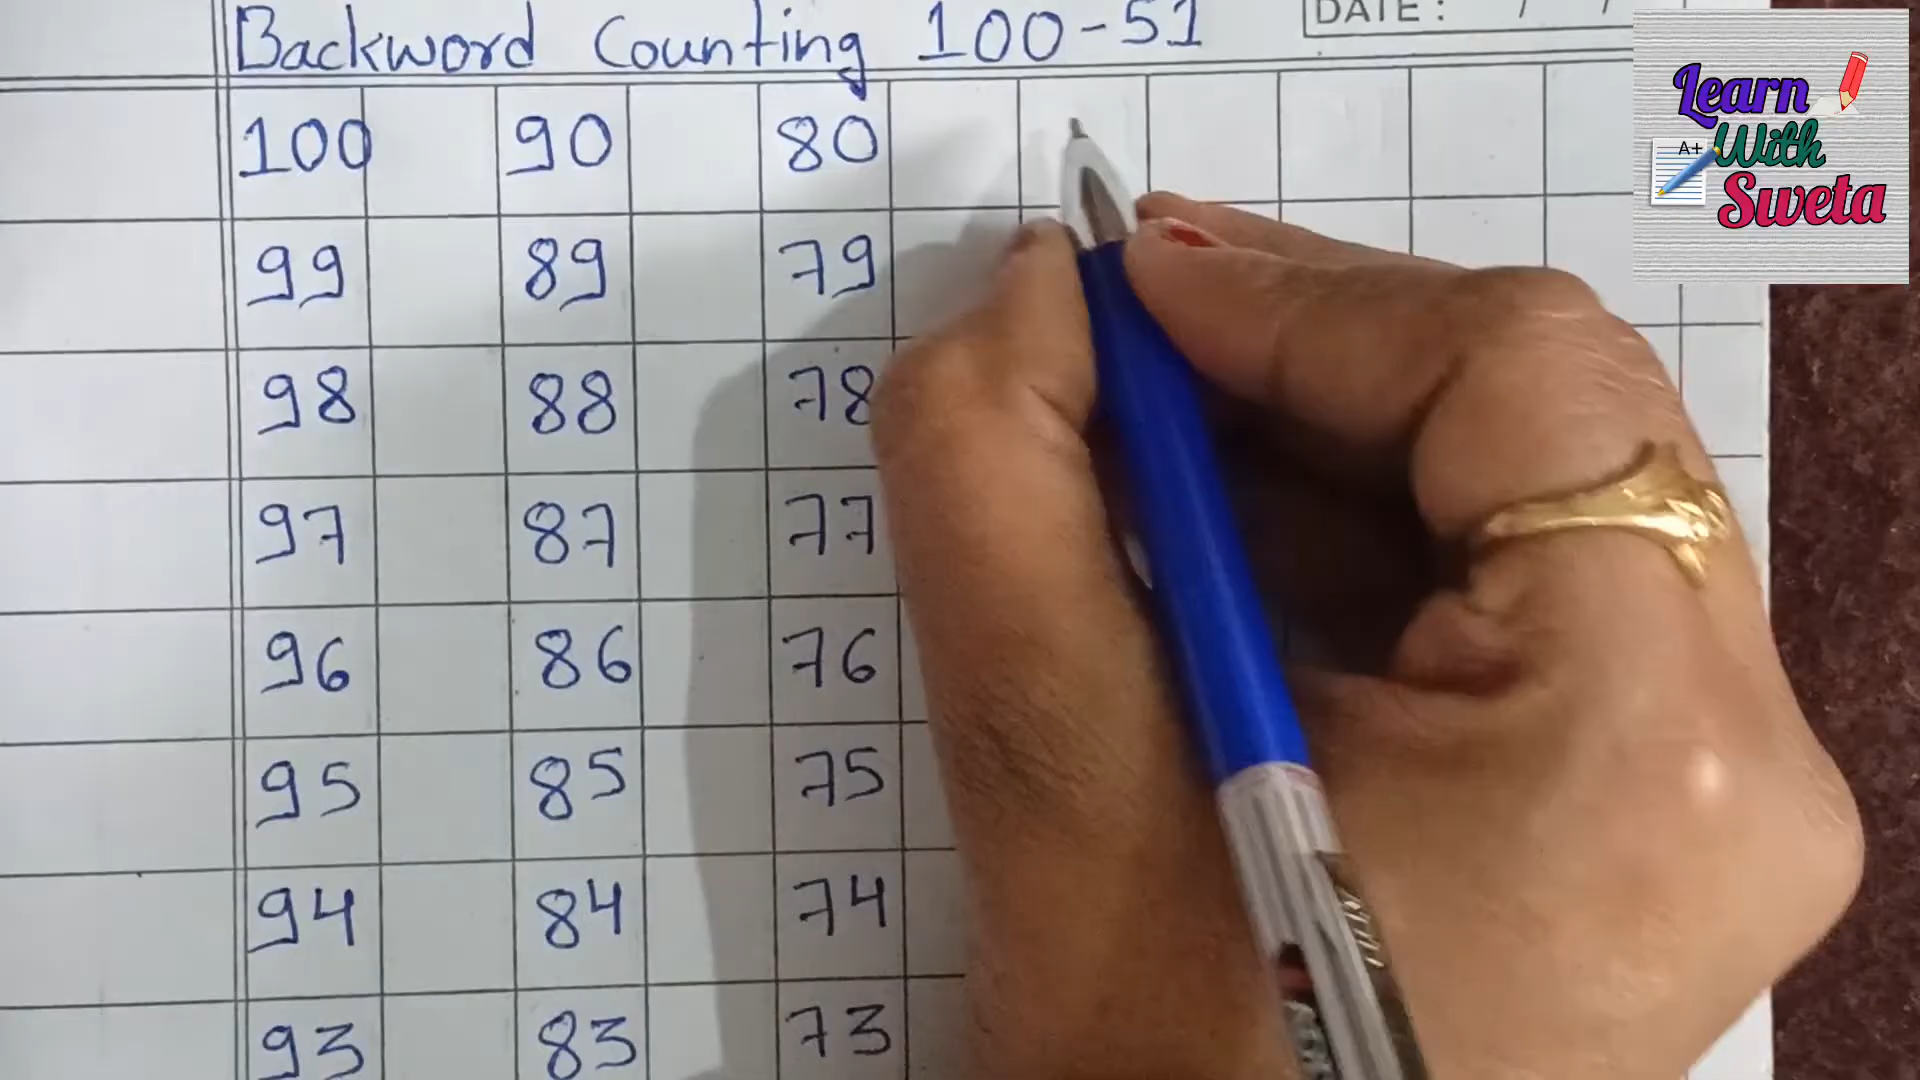 Backword Counting 100-51
DATE: / /
100 90 80
99 89 79
98 88 78
97 87 77
96 86 76
95 85 75
94 84 74
93 83 73
Learn
A+ With
Sweta